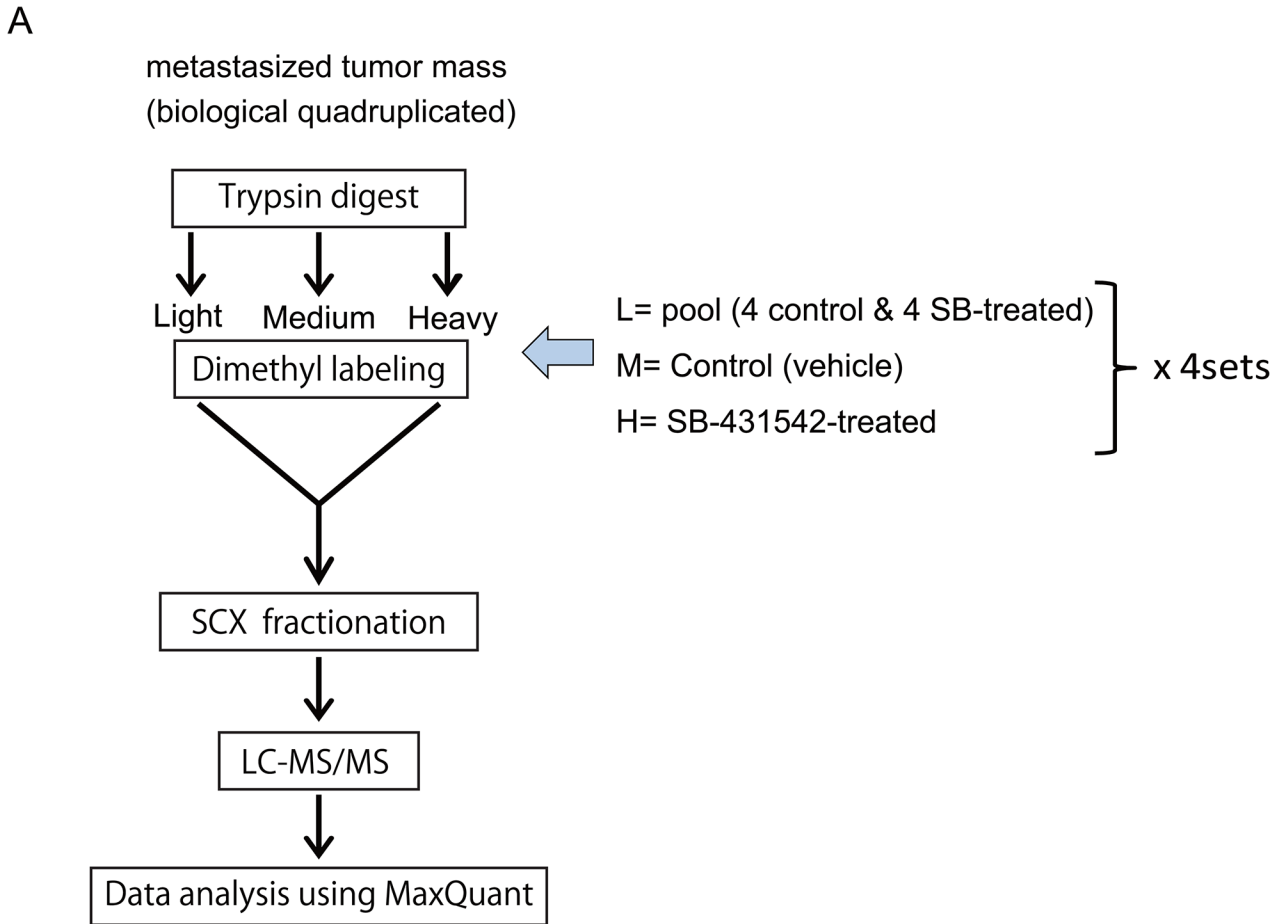 A
metastasized tumor mass
(biological quadruplicated)
Trypsin digest
Light Medium Heavy
Dimethyl labeling
L= pool (4 control & 4 SB-treated)
M= Control (vehicle)
H= SB-431542-treated
x 4sets
SCX fractionation
LC-MS/MS
Data analysis using MaxQuant